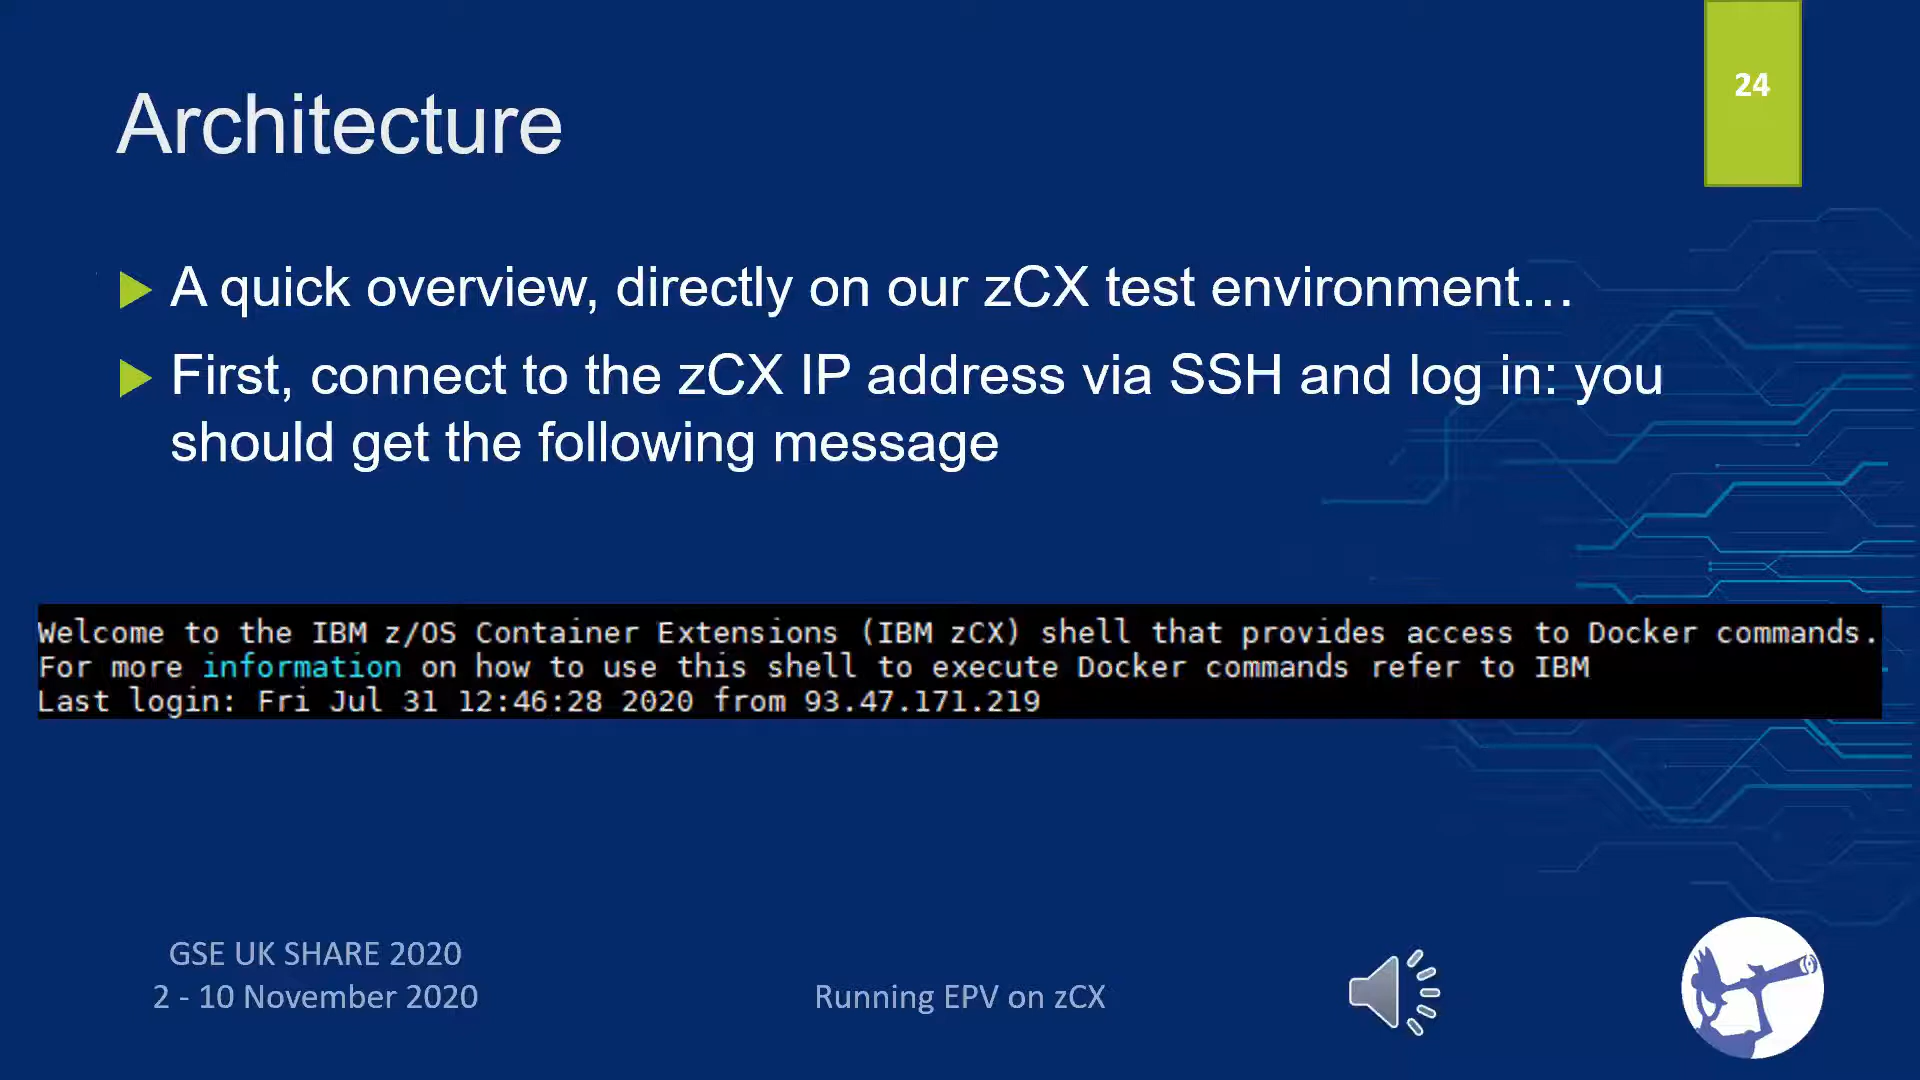 24
Architecture
A quick overview, directly on our zCX test environment…
First, connect to the zCX IP address via SSH and log in: you
should get the following message
Welcome to the IBM z/OS Container Extensions (IBM zCX) shell that provides access to Docker commands.
For more information on how to use this shell to execute Docker commands refer to IBM
Last login: Fri Jul 31 12:46:28 2020 from 93.47.171.219
GSE UK SHARE 2020
2 - 10 November 2020
Running EPV on zCX